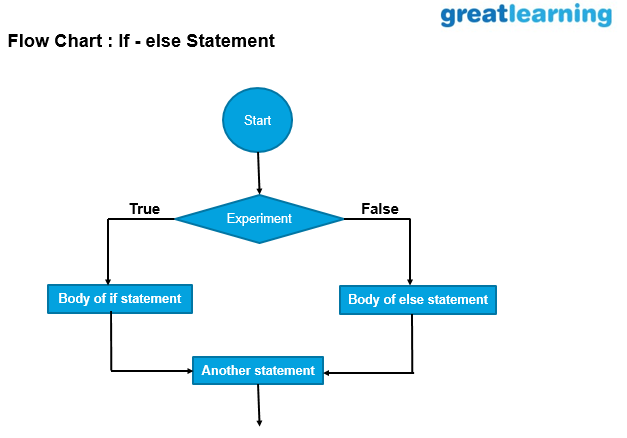 greatlearning
Flow Chart : If - else Statement
Start
True
Experiment
False
Body of if statement
Body of else statement
Another statement